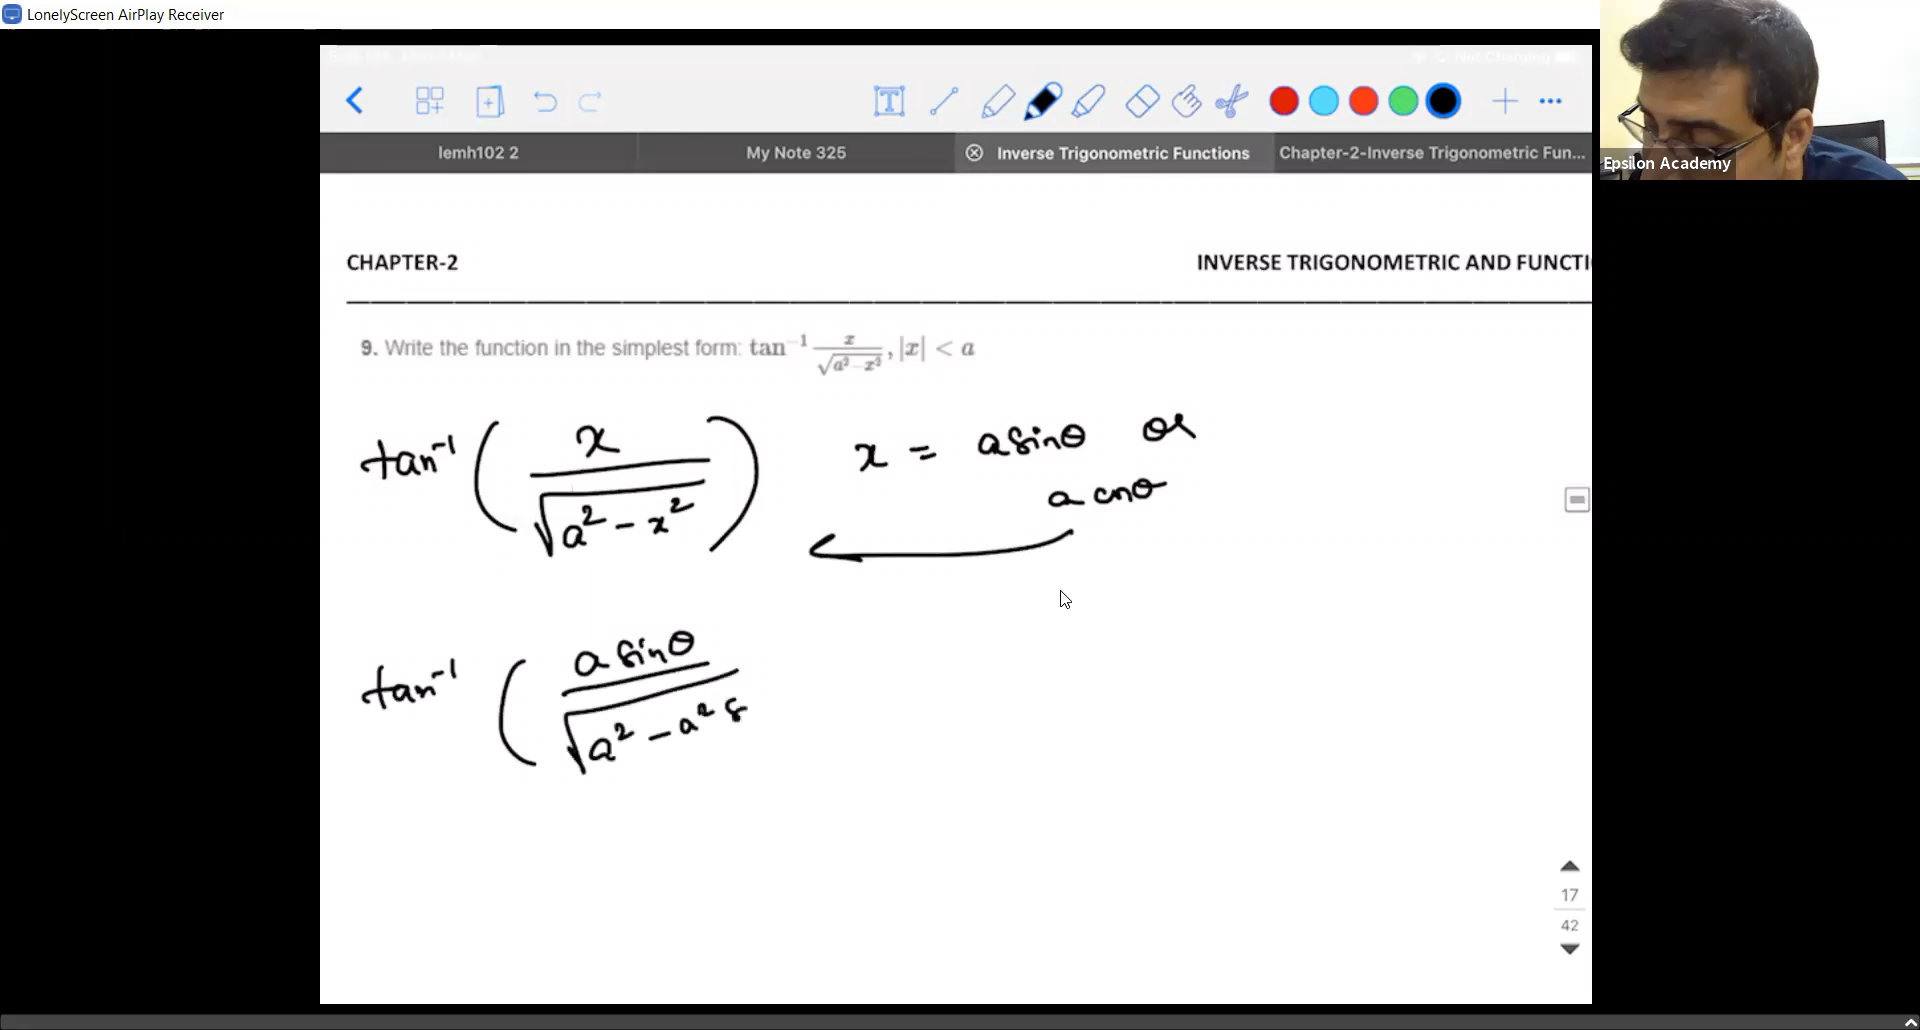 LonelyScreen AirPlay Receiver
Epsilon Academy
lemh102 2
My Note 325
Inverse Trigonometric Functions
Chapter-2-Inverse Trigonometric Fun...
CHAPTER-2
INVERSE TRIGONOMETRIC AND FUNCTI
9. Write the function in the simplest form: tan⁻¹ x/√(a² − x²), |x| < a
tan⁻¹ ( x / √(a² − x²) )
x = a sinθ or
a cosθ
tan⁻¹ ( a sinθ / √(a² − a² s
17
42